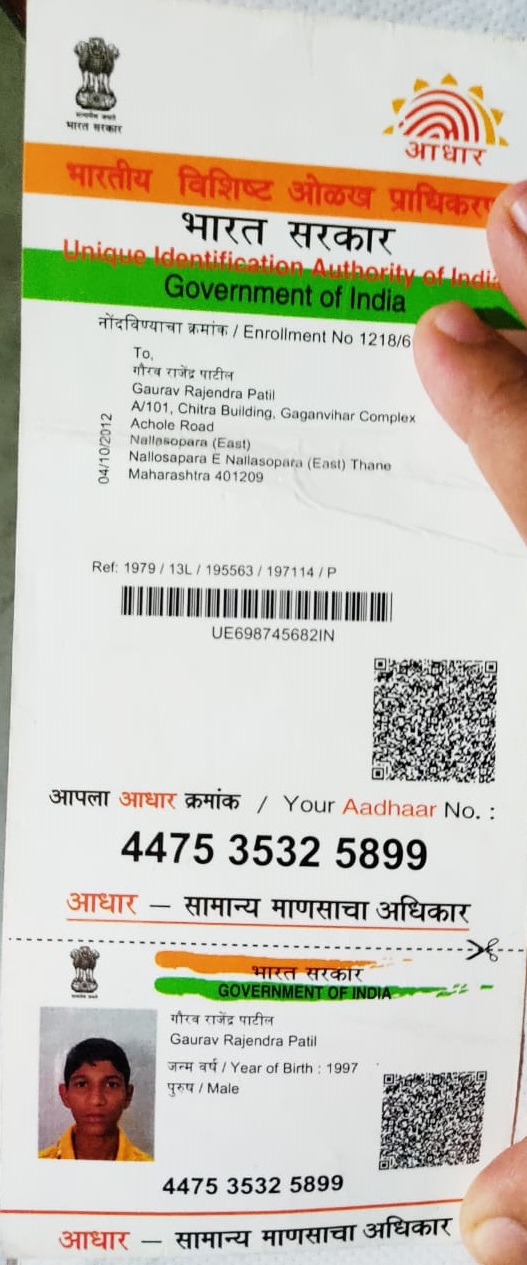 सत्यमेव जयते
भारत सरकार
आधार
भारतीय विशिष्ट ओळख
भारत सरकार
Unique Identification Authority of India
Government of India
नोंदविण्याचा क्रमांक / Enrollment No 1218/6
To,
गौरव राजेंद्र पाटील
Gaurav Rajendra Patil
A/101, Chitra Building, Gaganvihar Complex
Achole Road
Nallasopara (East)
Nallosapara E Nallasopara (East) Thane
Maharashtra 401209
04/10/2012
Ref: 1979 / 13L / 195563 / 197114 / P
UE698745682IN
आपला आधार क्रमांक / Your Aadhaar No. :
4475 3532 5899
आधार – सामान्य माणसाचा अधिकार
भारत सरकार
GOVERNMENT OF INDIA
गौरव राजेंद्र पाटील
Gaurav Rajendra Patil
जन्म वर्ष / Year of Birth : 1997
पुरुष / Male
4475 3532 5899
आधार – सामान्य माणसाचा अधिकार